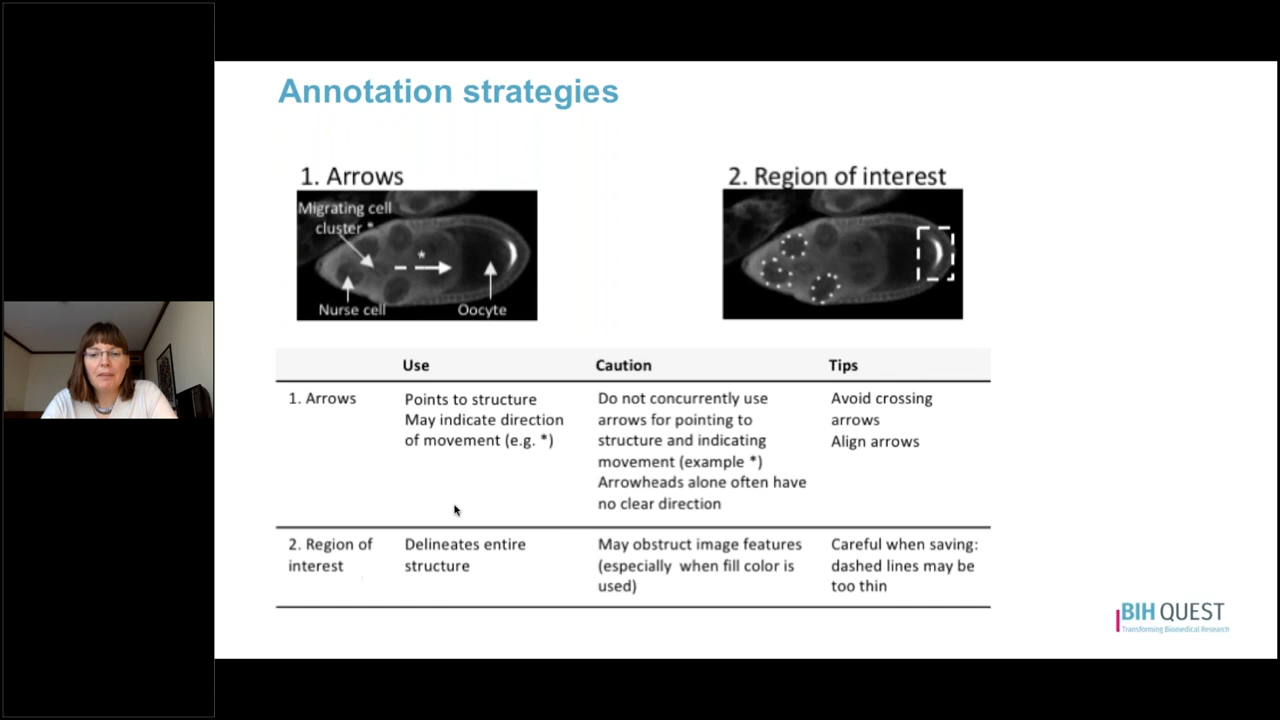 Annotation strategies
1. Arrows
Migrating cell
cluster *
*
Nurse cell
Oocyte
2. Region of interest
Use
Caution
Tips
1. Arrows
Points to structure
May indicate direction
of movement (e.g. *)
Do not concurrently use
arrows for pointing to
structure and indicating
movement (example *)
Arrowheads alone often have
no clear direction
Avoid crossing
arrows
Align arrows
2. Region of
interest
Delineates entire
structure
May obstruct image features
(especially when fill color is
used)
Careful when saving:
dashed lines may be
too thin
BIH QUEST
Transforming Biomedical Research